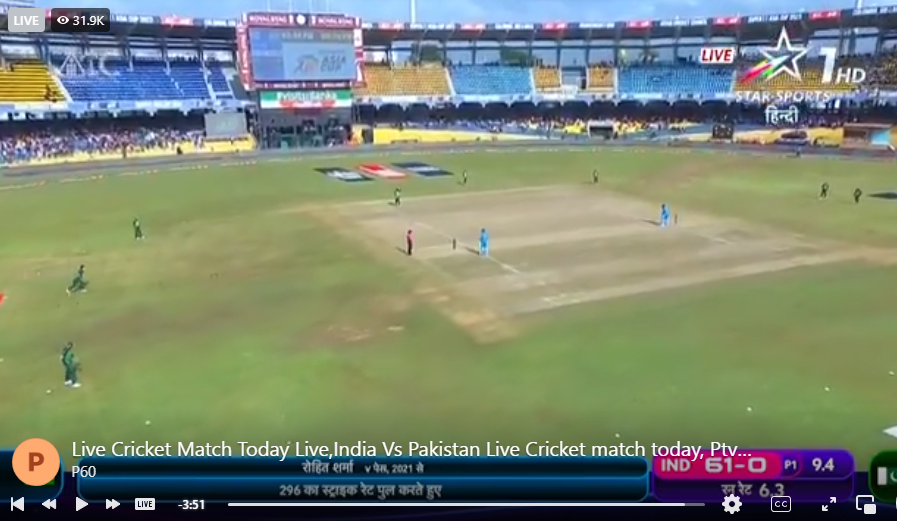 LIVE 31.9K
LIVE
1 HD
STAR SPORTS
हिन्दी
Live Cricket Match Today Live,India Vs Pakistan Live Cricket match today, Ptv...
P
P60
रोहित शर्मा v पेस, 2021 से
296 का स्ट्राइक रेट पुल करते हुए
IND 61-0 P1 9.4
रन रेट 6.3
LIVE -3:51
CC